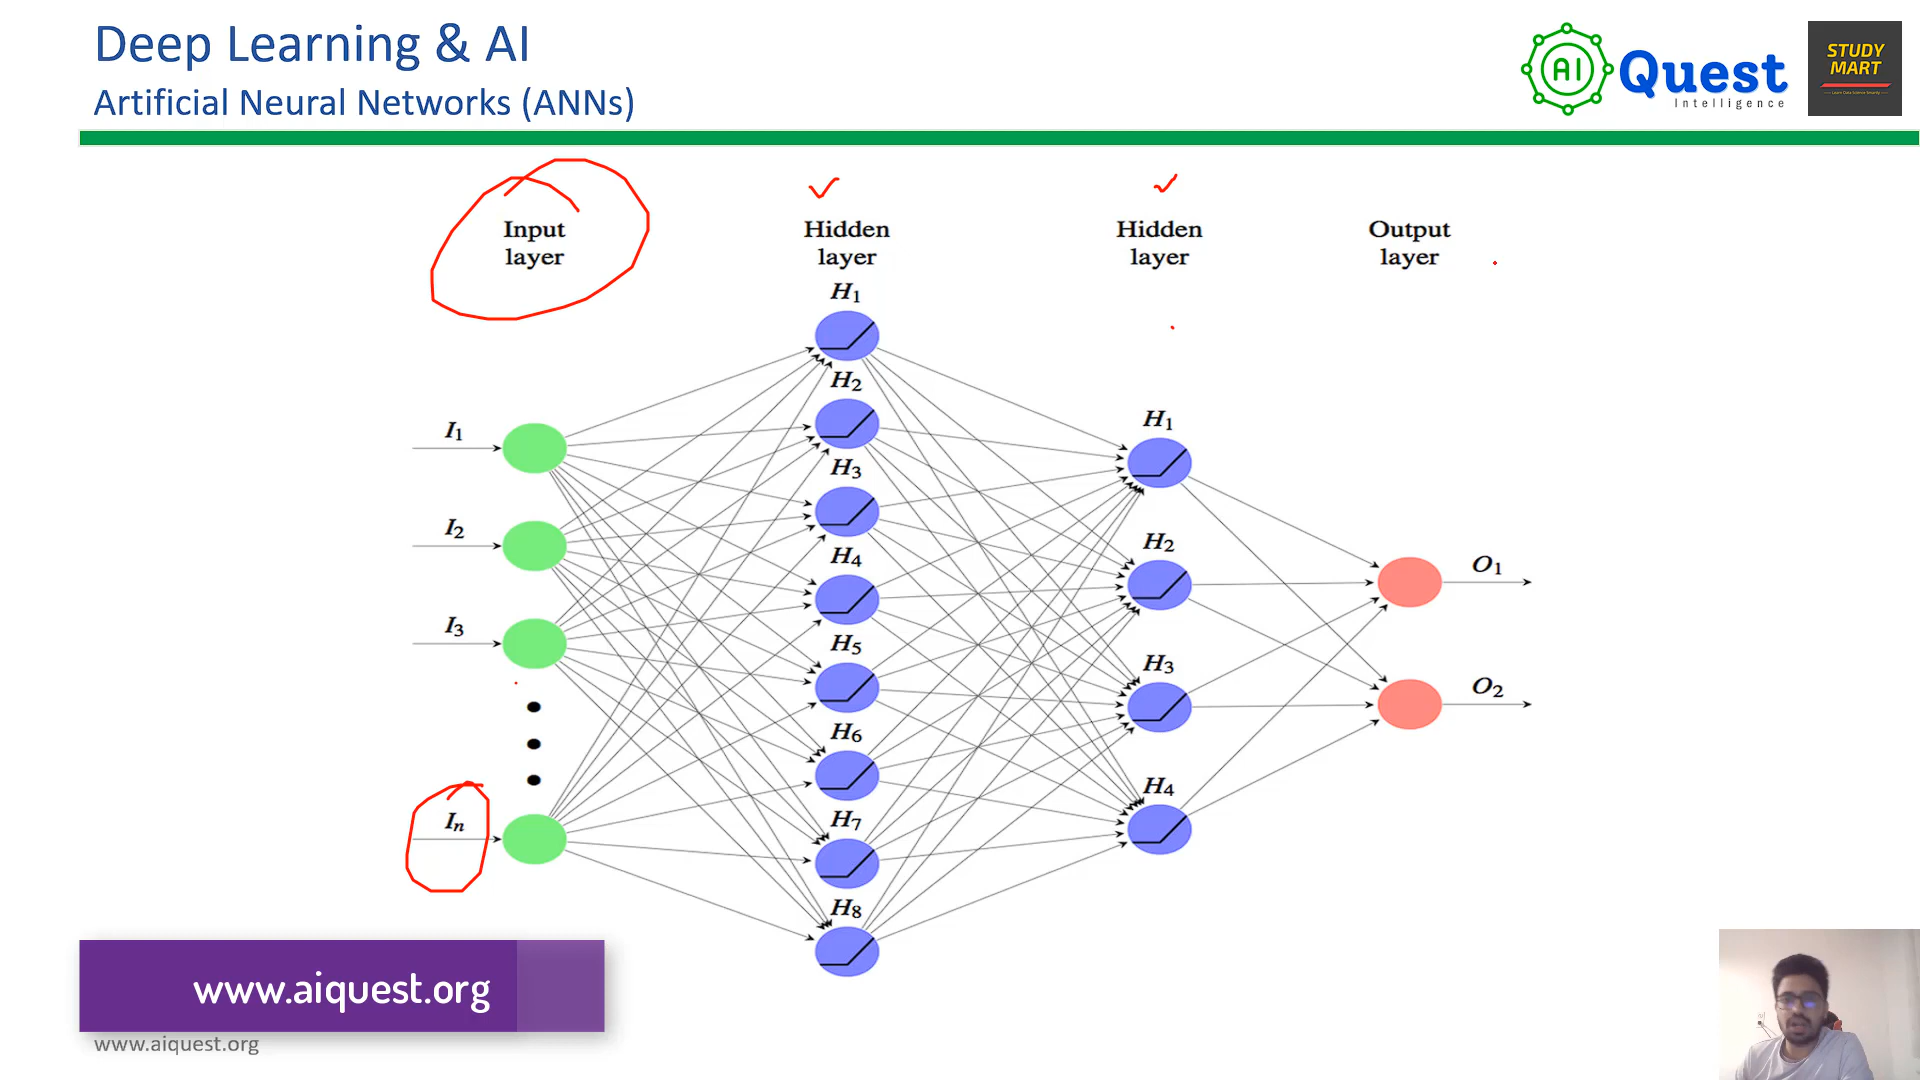 Deep Learning & AI
Artificial Neural Networks (ANNs)
AI Quest
Intelligence
STUDY
MART
Input
layer
Hidden
layer
Hidden
layer
Output
layer
H1
H2
H3
H4
H5
H6
H7
H8
H1
H2
H3
H4
I1
I2
I3
In
O1
O2
www.aiquest.org
www.aiquest.org